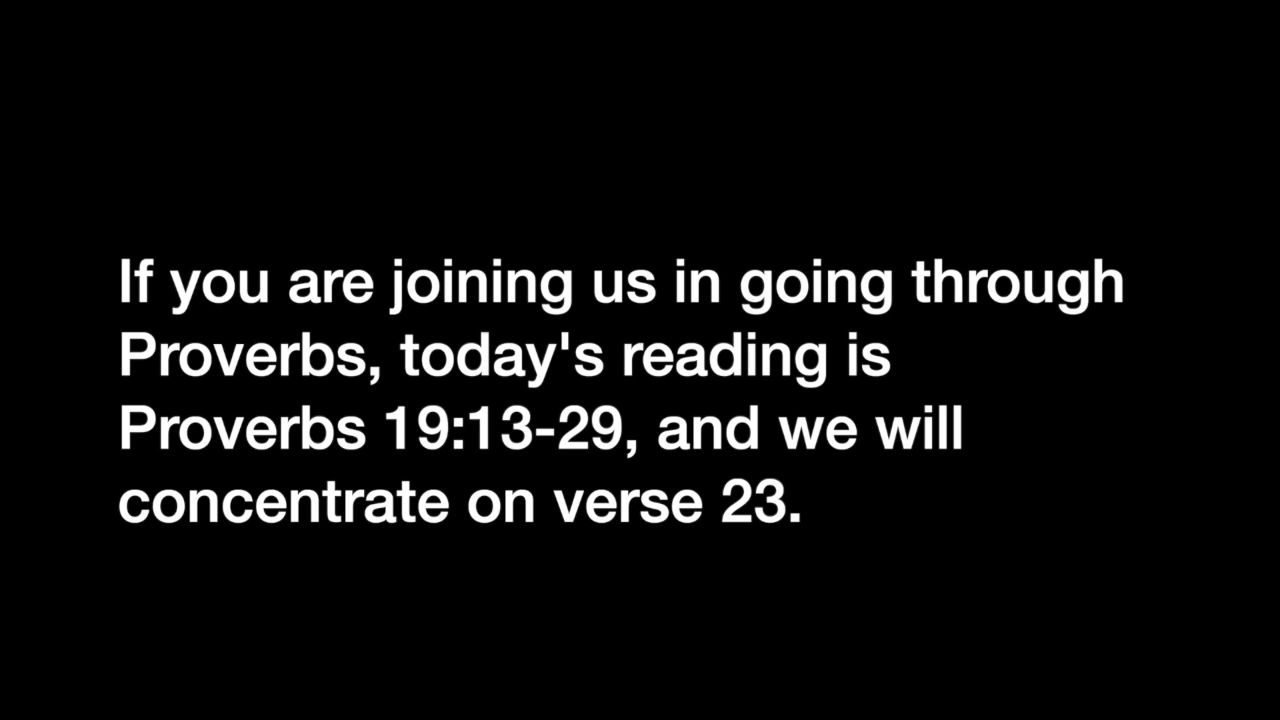 If you are joining us in going through
Proverbs, today's reading is
Proverbs 19:13-29, and we will
concentrate on verse 23.